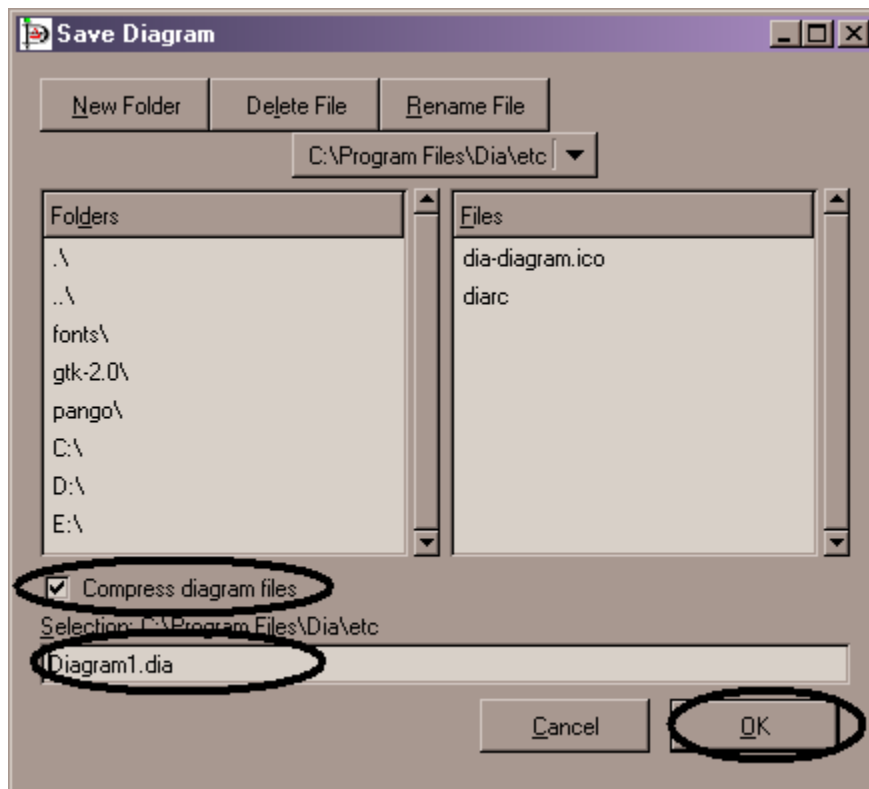 Save Diagram
New Folder Delete File Rename File
C:\Program Files\Dia\etc
Folders
.\
..\
fonts\
gtk-2.0\
pango\
C:\
D:\
E:\
Files
dia-diagram.ico
diarc
Compress diagram files
Selection: C:\Program Files\Dia\etc
Diagram1.dia
Cancel OK